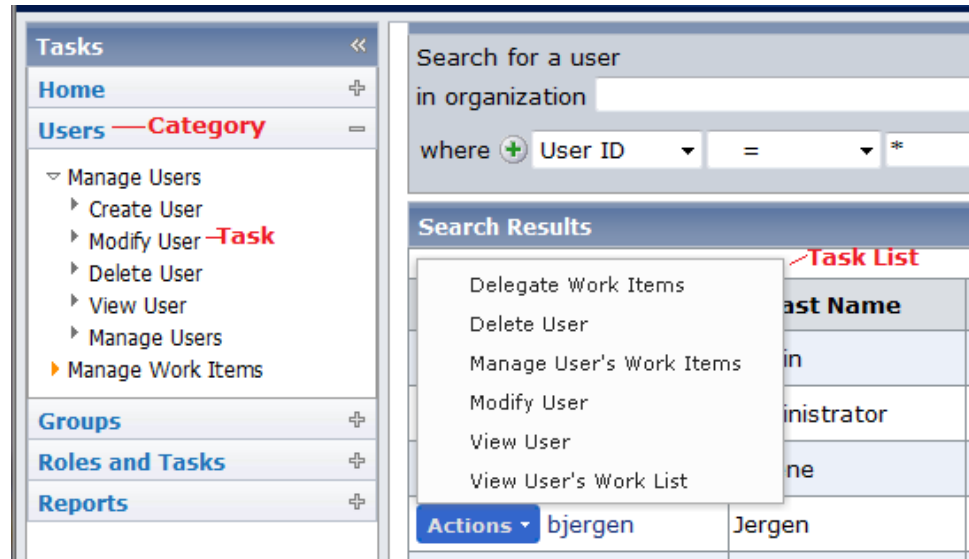 Tasks «
Home
Users Category
Manage Users
Create User
Modify User Task
Delete User
View User
Manage Users
Manage Work Items
Groups
Roles and Tasks
Reports
Search for a user
in organization
where User ID = *
Search Results
Task List
Delegate Work Items
Delete User
Manage User's Work Items
Modify User
View User
View User's Work List
ast Name
in
inistrator
ne
Actions bjergen Jergen